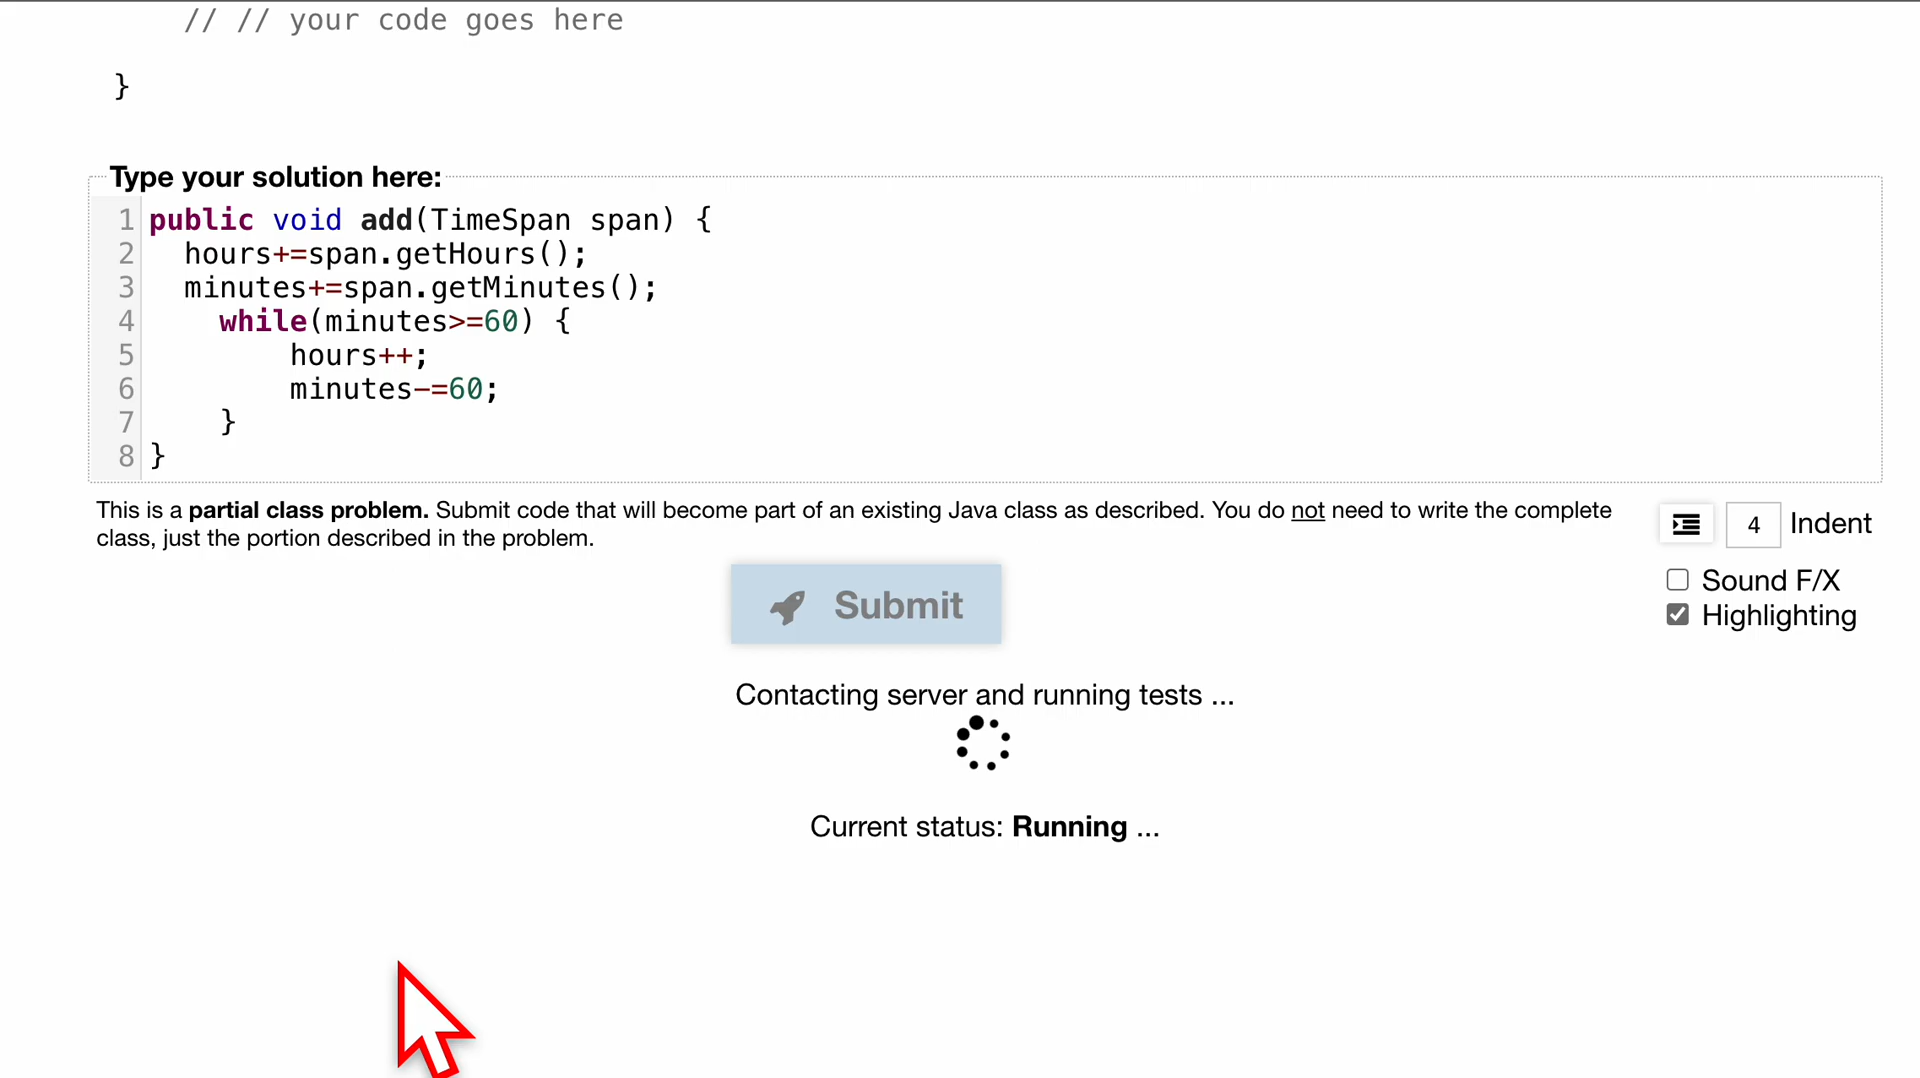 // // your code goes here
}
Type your solution here:
1 public void add(TimeSpan span) {
2   hours+=span.getHours();
3   minutes+=span.getMinutes();
4     while(minutes>=60) {
5         hours++;
6         minutes-=60;
7     }
8 }
This is a partial class problem. Submit code that will become part of an existing Java class as described. You do not need to write the complete
class, just the portion described in the problem.
4 Indent
Sound F/X
Highlighting
Submit
Contacting server and running tests ...
Current status: Running ...